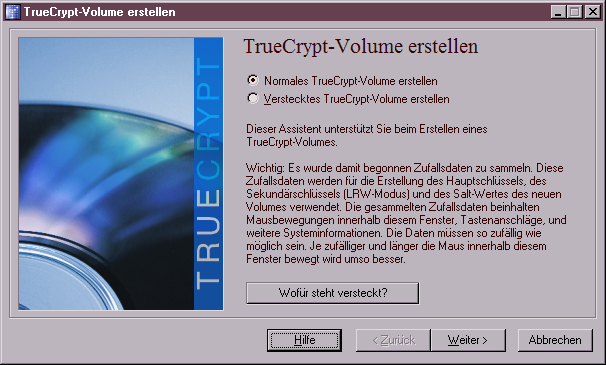 TrueCrypt-Volume erstellen
TRUECRYPT
TrueCrypt-Volume erstellen
Normales TrueCrypt-Volume erstellen
Verstecktes TrueCrypt-Volume erstellen
Dieser Assistent unterstützt Sie beim Erstellen eines
TrueCrypt-Volumes.
Wichtig: Es wurde damit begonnen Zufallsdaten zu sammeln. Diese
Zufallsdaten werden für die Erstellung des Hauptschlüssels, des
Sekundärschlüssels (LRW-Modus) und des Salt-Wertes des neuen
Volumes verwendet. Die gesammelten Zufallsdaten beinhalten
Mausbewegungen innerhalb diesem Fenster, Tastenanschläge, und
weitere Systeminformationen. Die Daten müssen so zufällig wie
möglich sein. Je zufälliger und länger die Maus innerhalb diesem
Fenster bewegt wird umso besser.
Wofür steht versteckt?
Hilfe
< Zurück
Weiter >
Abbrechen